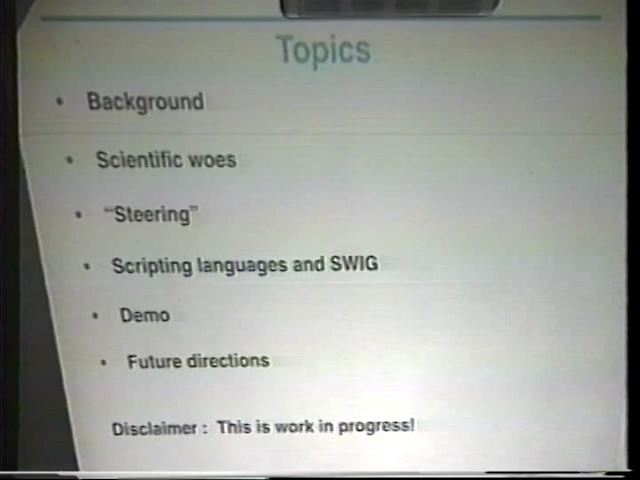 Topics
• Background
• Scientific woes
• “Steering”
• Scripting languages and SWIG
• Demo
• Future directions
Disclaimer : This is work in progress!